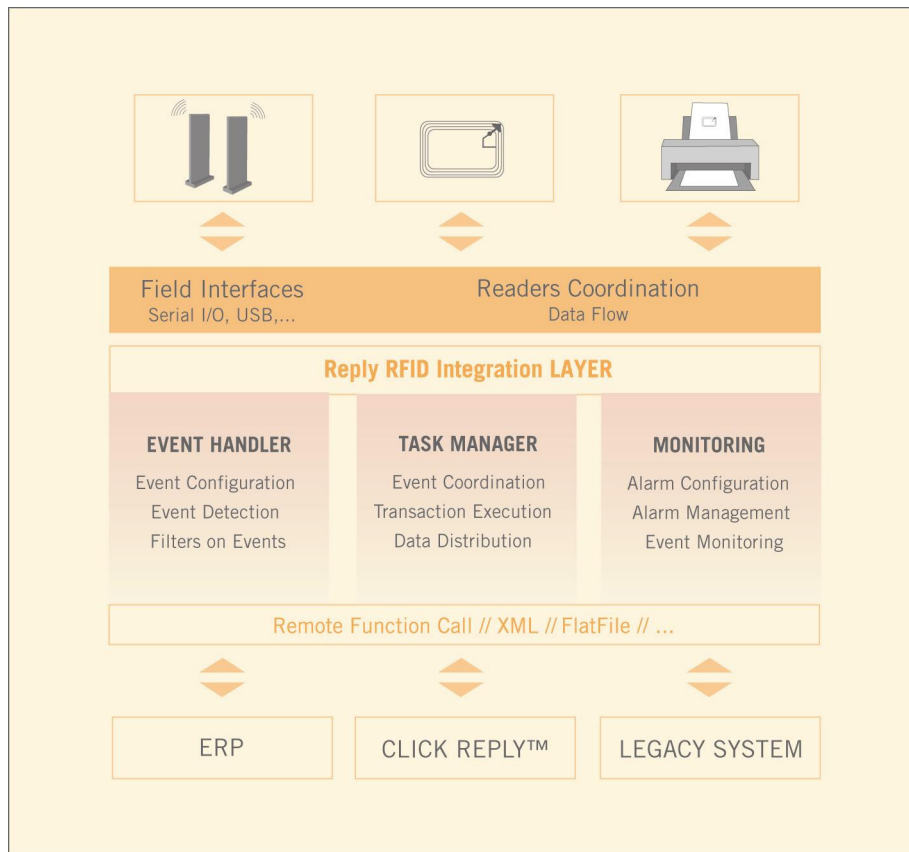 Field Interfaces
Serial I/O, USB,...
Readers Coordination
Data Flow
Reply RFID Integration LAYER
EVENT HANDLER
Event Configuration
Event Detection
Filters on Events
TASK MANAGER
Event Coordination
Transaction Execution
Data Distribution
MONITORING
Alarm Configuration
Alarm Management
Event Monitoring
Remote Function Call // XML // FlatFile // ...
ERP
CLICK REPLY™
LEGACY SYSTEM